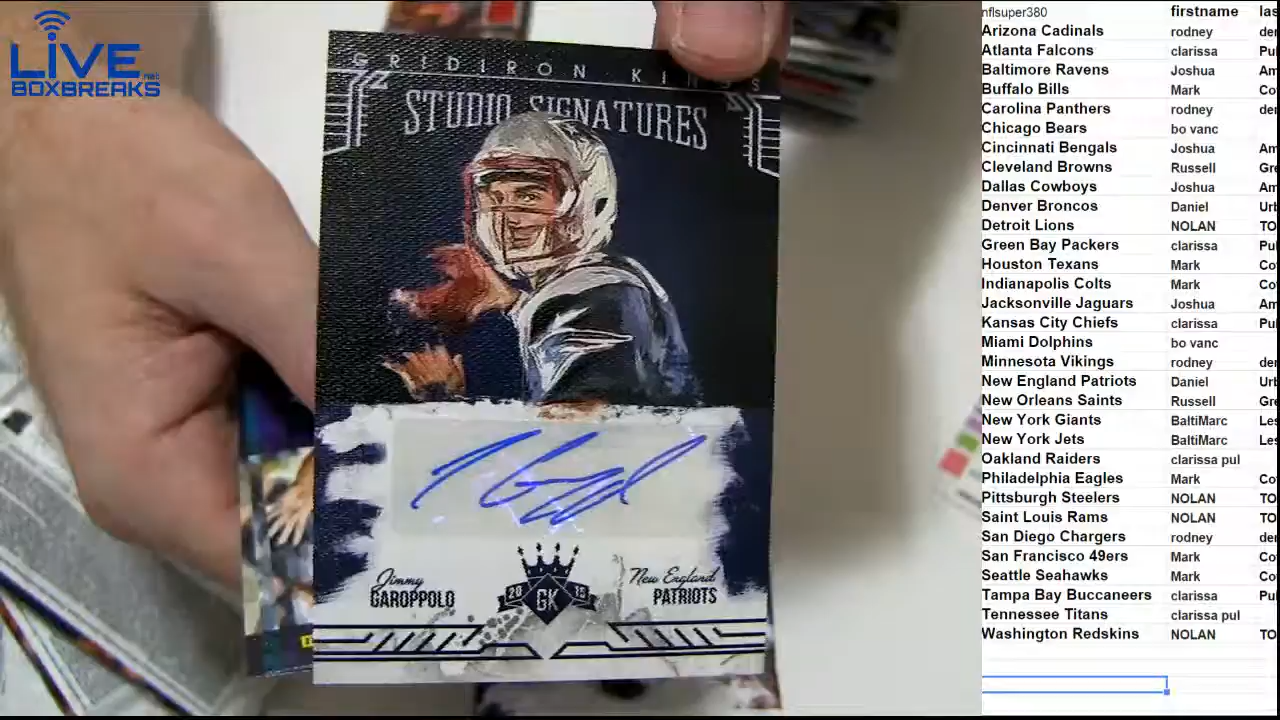 LIVE
.net
BOXBREAKS
GRIDIRON KINGS
STUDIO SIGNATURES
Jimmy
GAROPPOLO
20 15
GK
New England
PATRIOTS
nflsuper380 firstname las
Arizona Cadinals rodney de
Atlanta Falcons clarissa Pu
Baltimore Ravens Joshua Am
Buffalo Bills Mark Co
Carolina Panthers rodney de
Chicago Bears bo vanc
Cincinnati Bengals Joshua Am
Cleveland Browns Russell Gre
Dallas Cowboys Joshua Am
Denver Broncos Daniel Urb
Detroit Lions NOLAN TO
Green Bay Packers clarissa Pu
Houston Texans Mark Co
Indianapolis Colts Mark Co
Jacksonville Jaguars Joshua Am
Kansas City Chiefs clarissa Pul
Miami Dolphins bo vanc
Minnesota Vikings rodney de
New England Patriots Daniel Urb
New Orleans Saints Russell Gre
New York Giants BaltiMarc Les
New York Jets BaltiMarc Les
Oakland Raiders clarissa pul
Philadelphia Eagles Mark Co
Pittsburgh Steelers NOLAN TO
Saint Louis Rams NOLAN TO
San Diego Chargers rodney de
San Francisco 49ers Mark Co
Seattle Seahawks Mark Co
Tampa Bay Buccaneers clarissa Pu
Tennessee Titans clarissa pul
Washington Redskins NOLAN TO